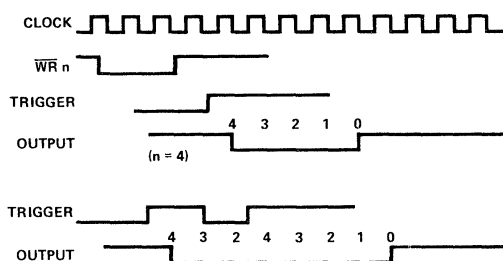 CLOCK
WR n
TRIGGER
4 3 2 1 0
OUTPUT
(n = 4)
TRIGGER
4 3 2 4 3 2 1 0
OUTPUT